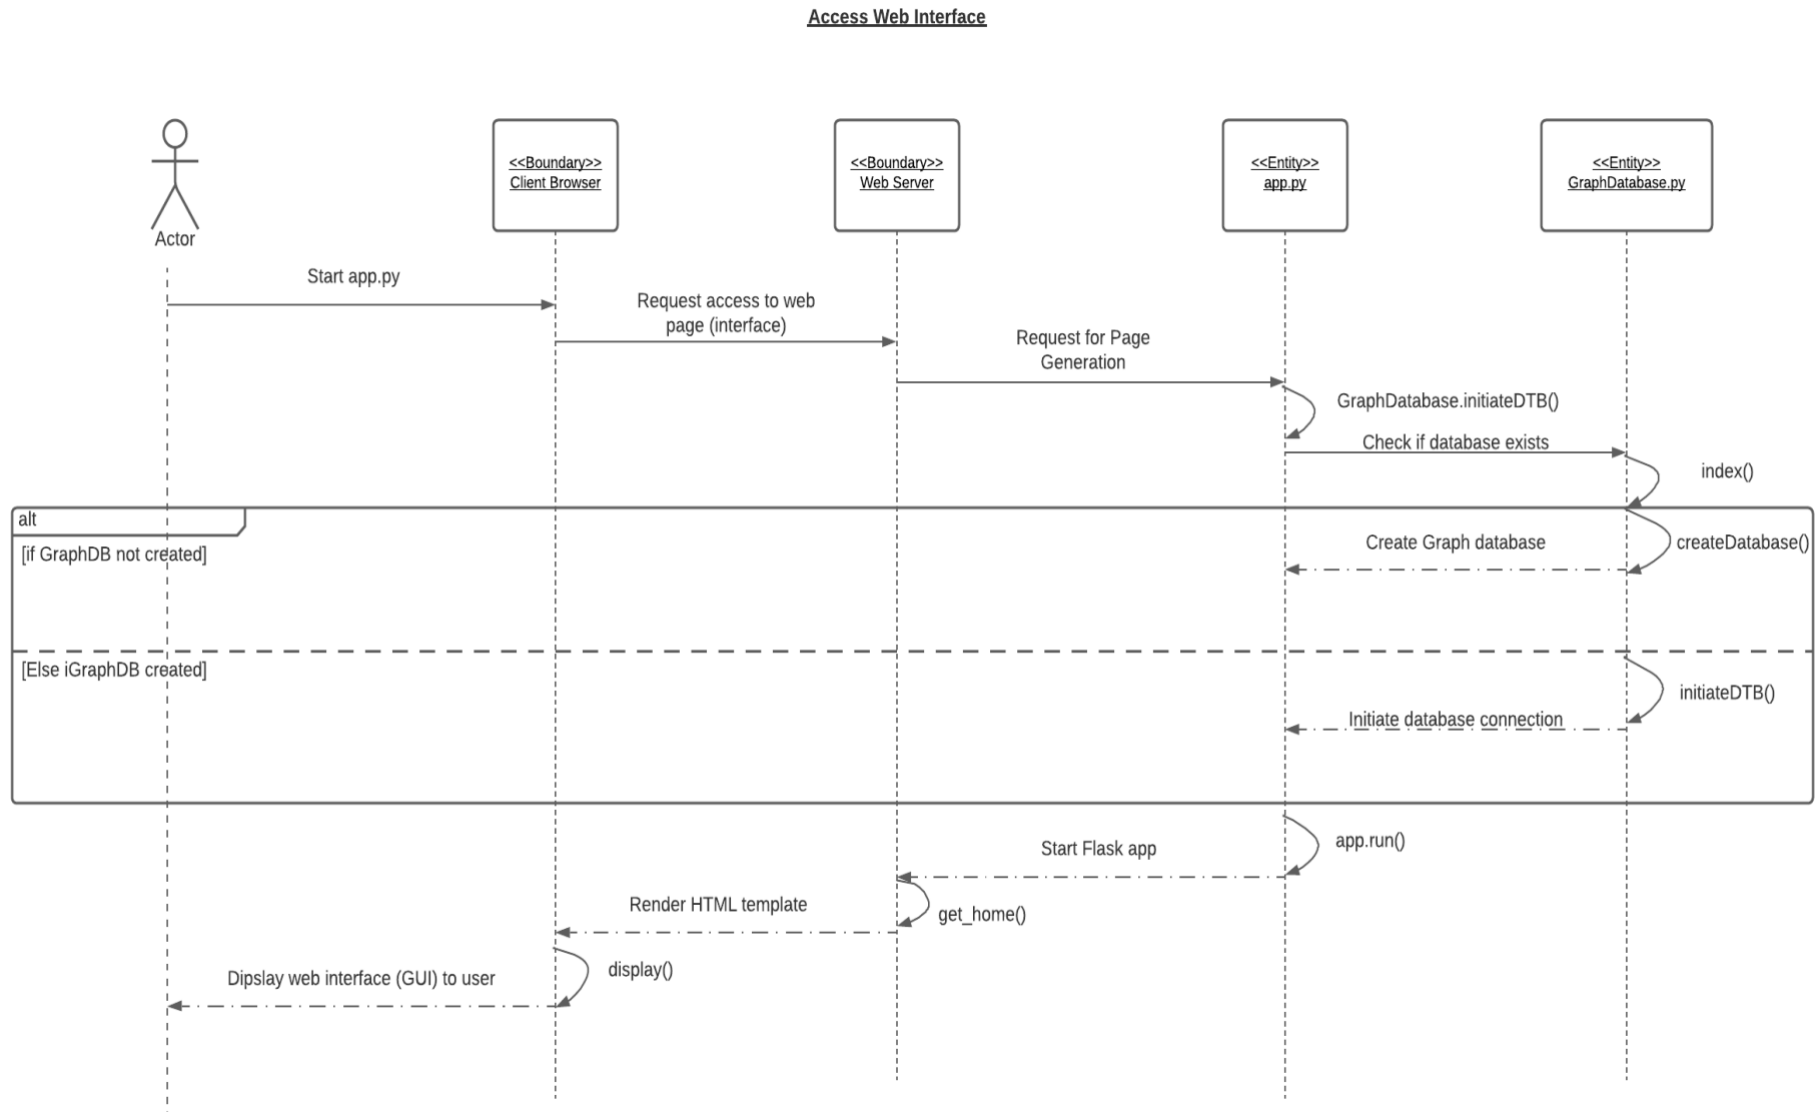 Access Web Interface
<<Boundary>>
Client Browser
<<Boundary>>
Web Server
<<Entity>>
app.py
<<Entity>>
GraphDatabase.py
Actor
Start app.py
Request access to web
page (interface)
Request for Page
Generation
GraphDatabase.initiateDTB()
Check if database exists
index()
alt
[if GraphDB not created]
Create Graph database
createDatabase()
[Else iGraphDB created]
initiateDTB()
Initiate database connection
app.run()
Start Flask app
Render HTML template
get_home()
display()
Dipslay web interface (GUI) to user